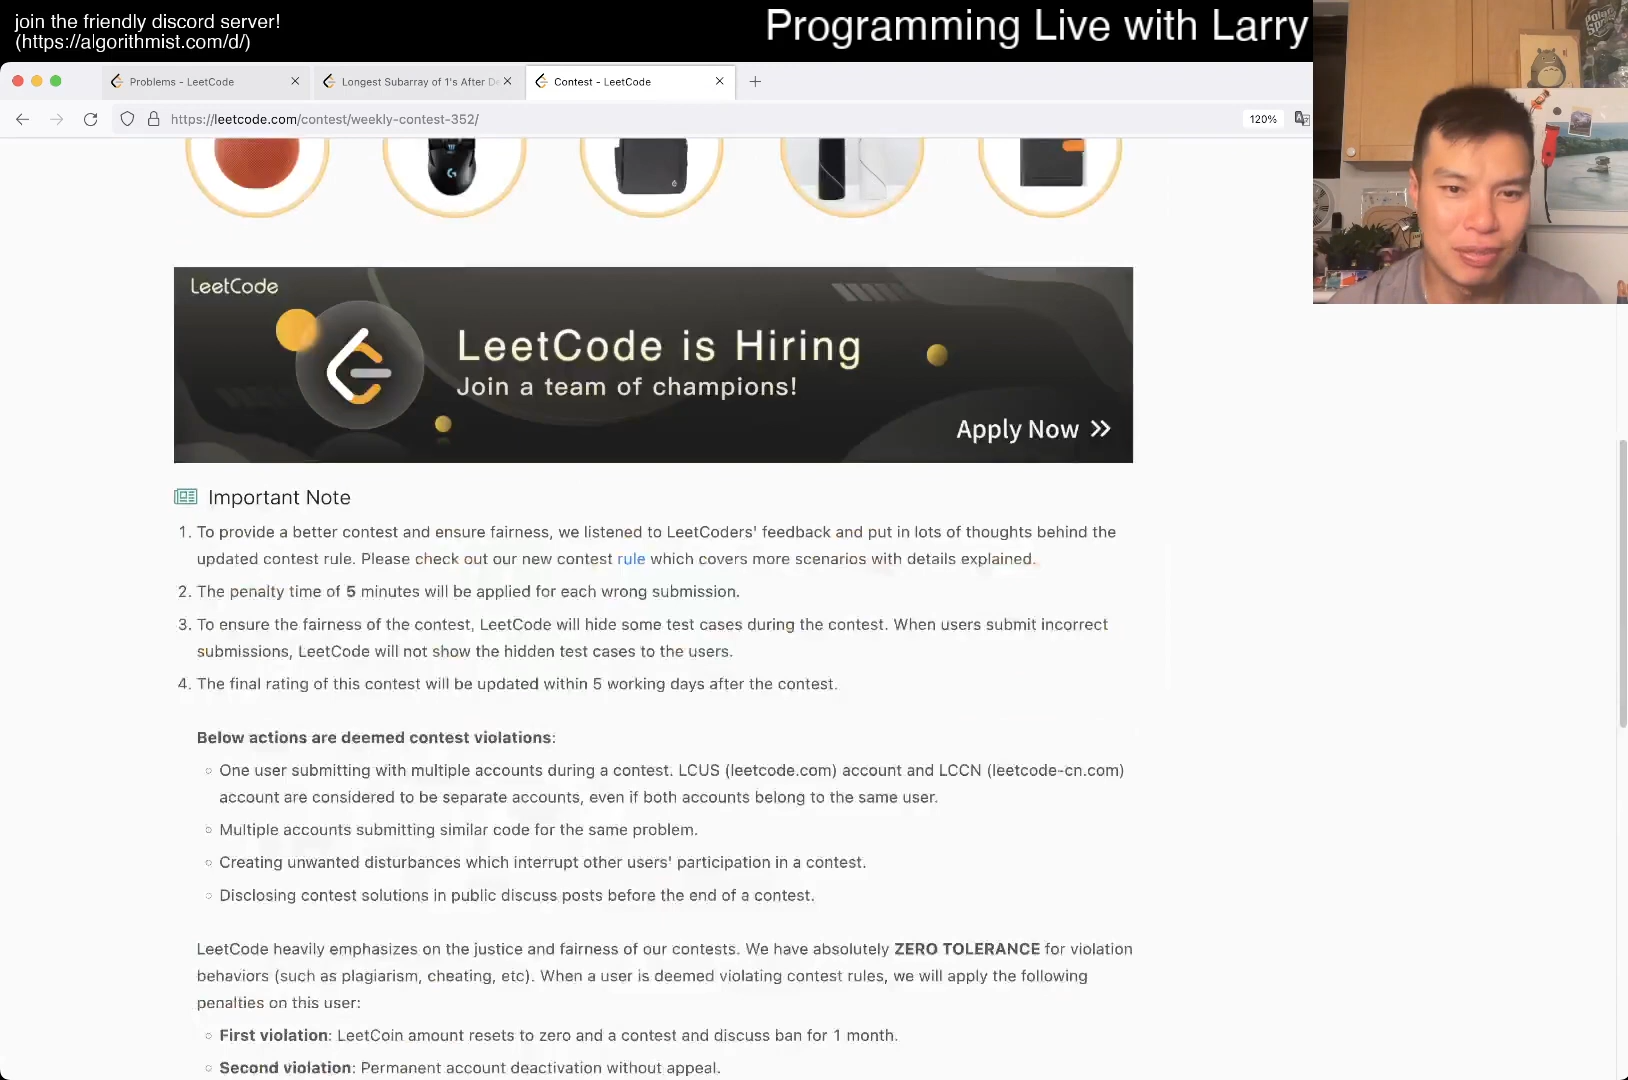 join the friendly discord server!
(https://algorithmist.com/d/)
Programming Live with Larry
Problems - LeetCode
Longest Subarray of 1's After De
Contest - LeetCode
https://leetcode.com/contest/weekly-contest-352/
120%
LeetCode
LeetCode is Hiring
Join a team of champions!
Apply Now
Important Note
1. To provide a better contest and ensure fairness, we listened to LeetCoders' feedback and put in lots of thoughts behind the
updated contest rule. Please check out our new contest rule which covers more scenarios with details explained.
2. The penalty time of 5 minutes will be applied for each wrong submission.
3. To ensure the fairness of the contest, LeetCode will hide some test cases during the contest. When users submit incorrect
submissions, LeetCode will not show the hidden test cases to the users.
4. The final rating of this contest will be updated within 5 working days after the contest.
Below actions are deemed contest violations:
One user submitting with multiple accounts during a contest. LCUS (leetcode.com) account and LCCN (leetcode-cn.com)
account are considered to be separate accounts, even if both accounts belong to the same user.
Multiple accounts submitting similar code for the same problem.
Creating unwanted disturbances which interrupt other users' participation in a contest.
Disclosing contest solutions in public discuss posts before the end of a contest.
LeetCode heavily emphasizes on the justice and fairness of our contests. We have absolutely ZERO TOLERANCE for violation
behaviors (such as plagiarism, cheating, etc). When a user is deemed violating contest rules, we will apply the following
penalties on this user:
First violation: LeetCoin amount resets to zero and a contest and discuss ban for 1 month.
Second violation: Permanent account deactivation without appeal.